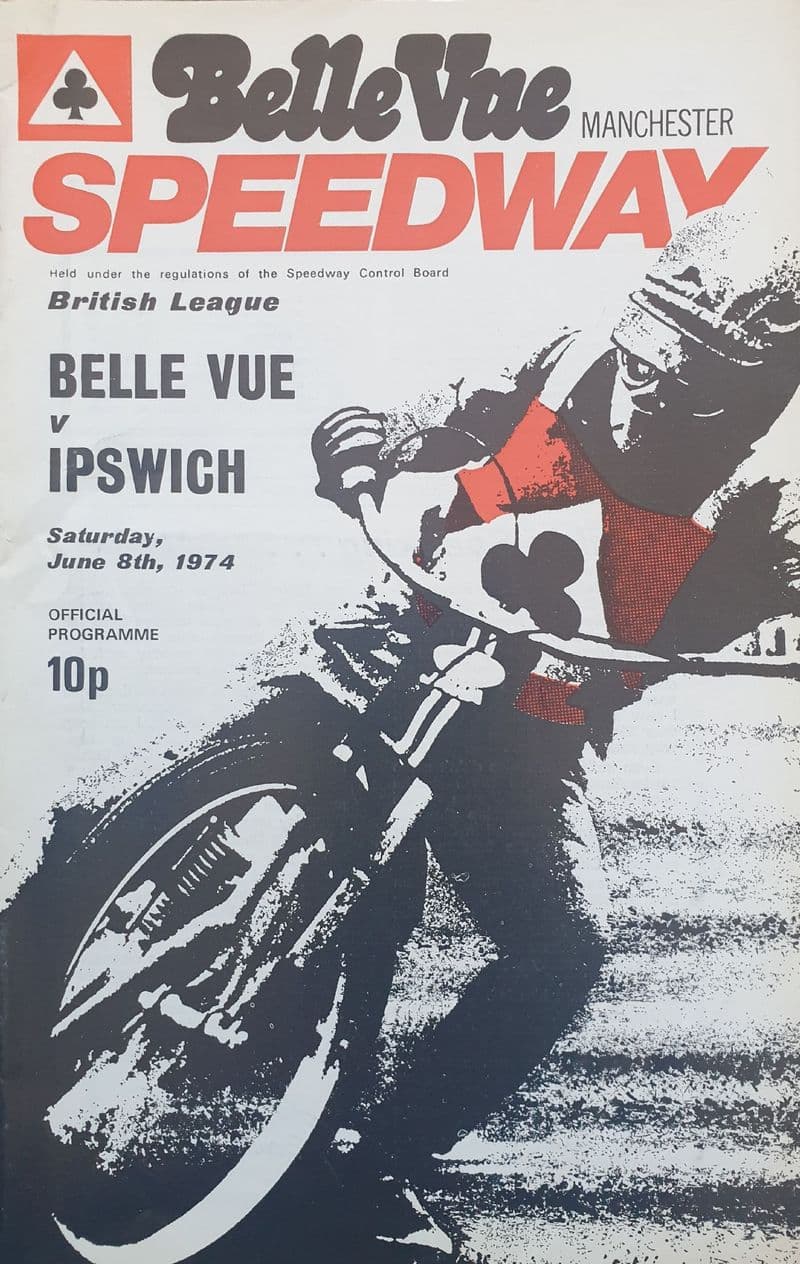 Belle Vue MANCHESTER
SPEEDWAY
Held under the regulations of the Speedway Control Board
British League
BELLE VUE
v
IPSWICH
Saturday,
June 8th, 1974
OFFICIAL
PROGRAMME
10p